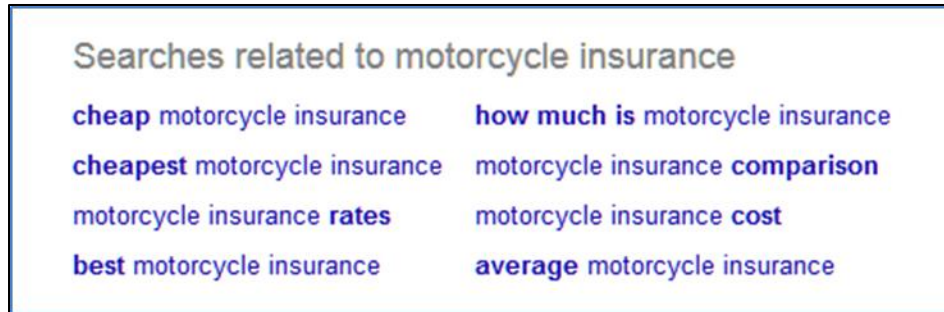 Searches related to motorcycle insurance
cheap motorcycle insurance
cheapest motorcycle insurance
motorcycle insurance rates
best motorcycle insurance
how much is motorcycle insurance
motorcycle insurance comparison
motorcycle insurance cost
average motorcycle insurance